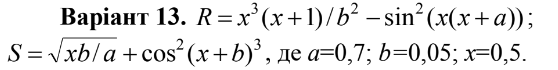 Варіант 13. R = x³(x+1)/b² − sin²(x(x+a));
S = √xb/a + cos²(x+b)³, де a=0,7; b=0,05; x=0,5.